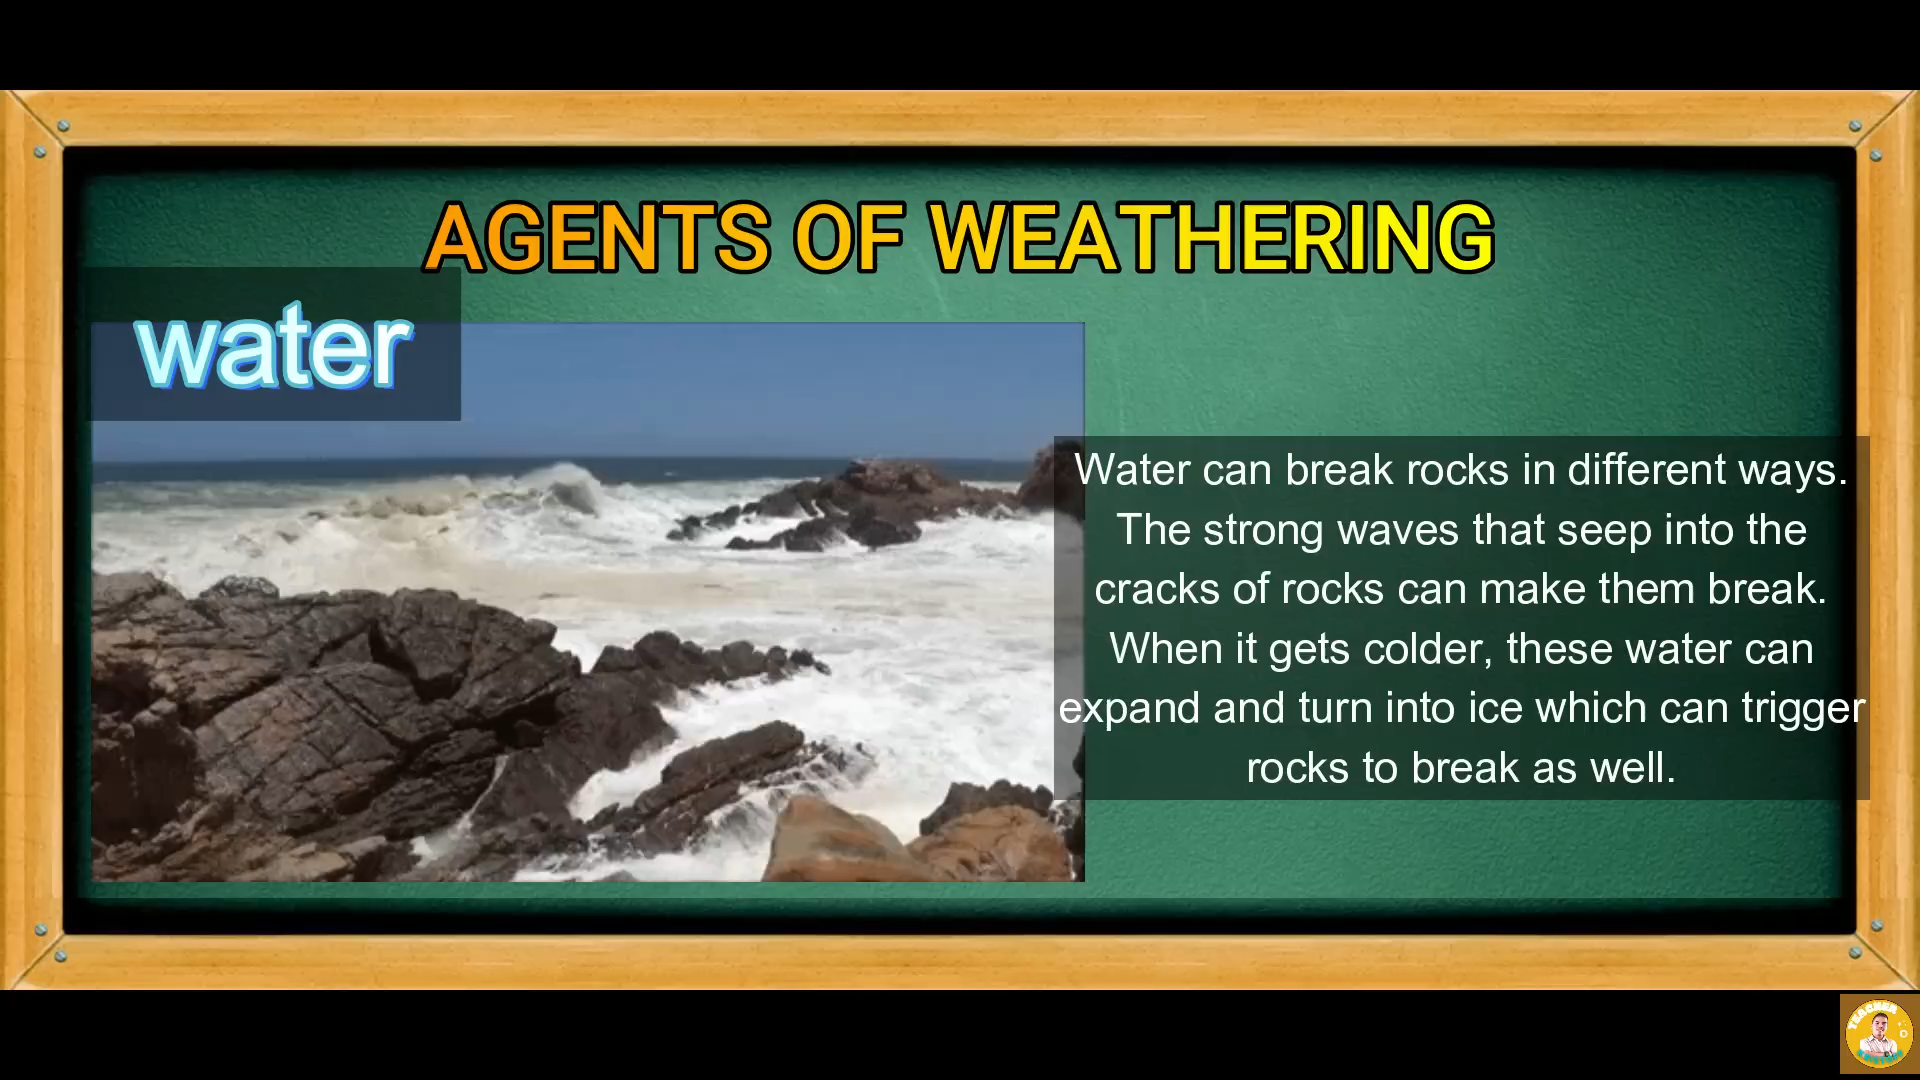 AGENTS OF WEATHERING
water
Water can break rocks in different ways.
The strong waves that seep into the
cracks of rocks can make them break.
When it gets colder, these water can
expand and turn into ice which can trigger
rocks to break as well.
TEACHER